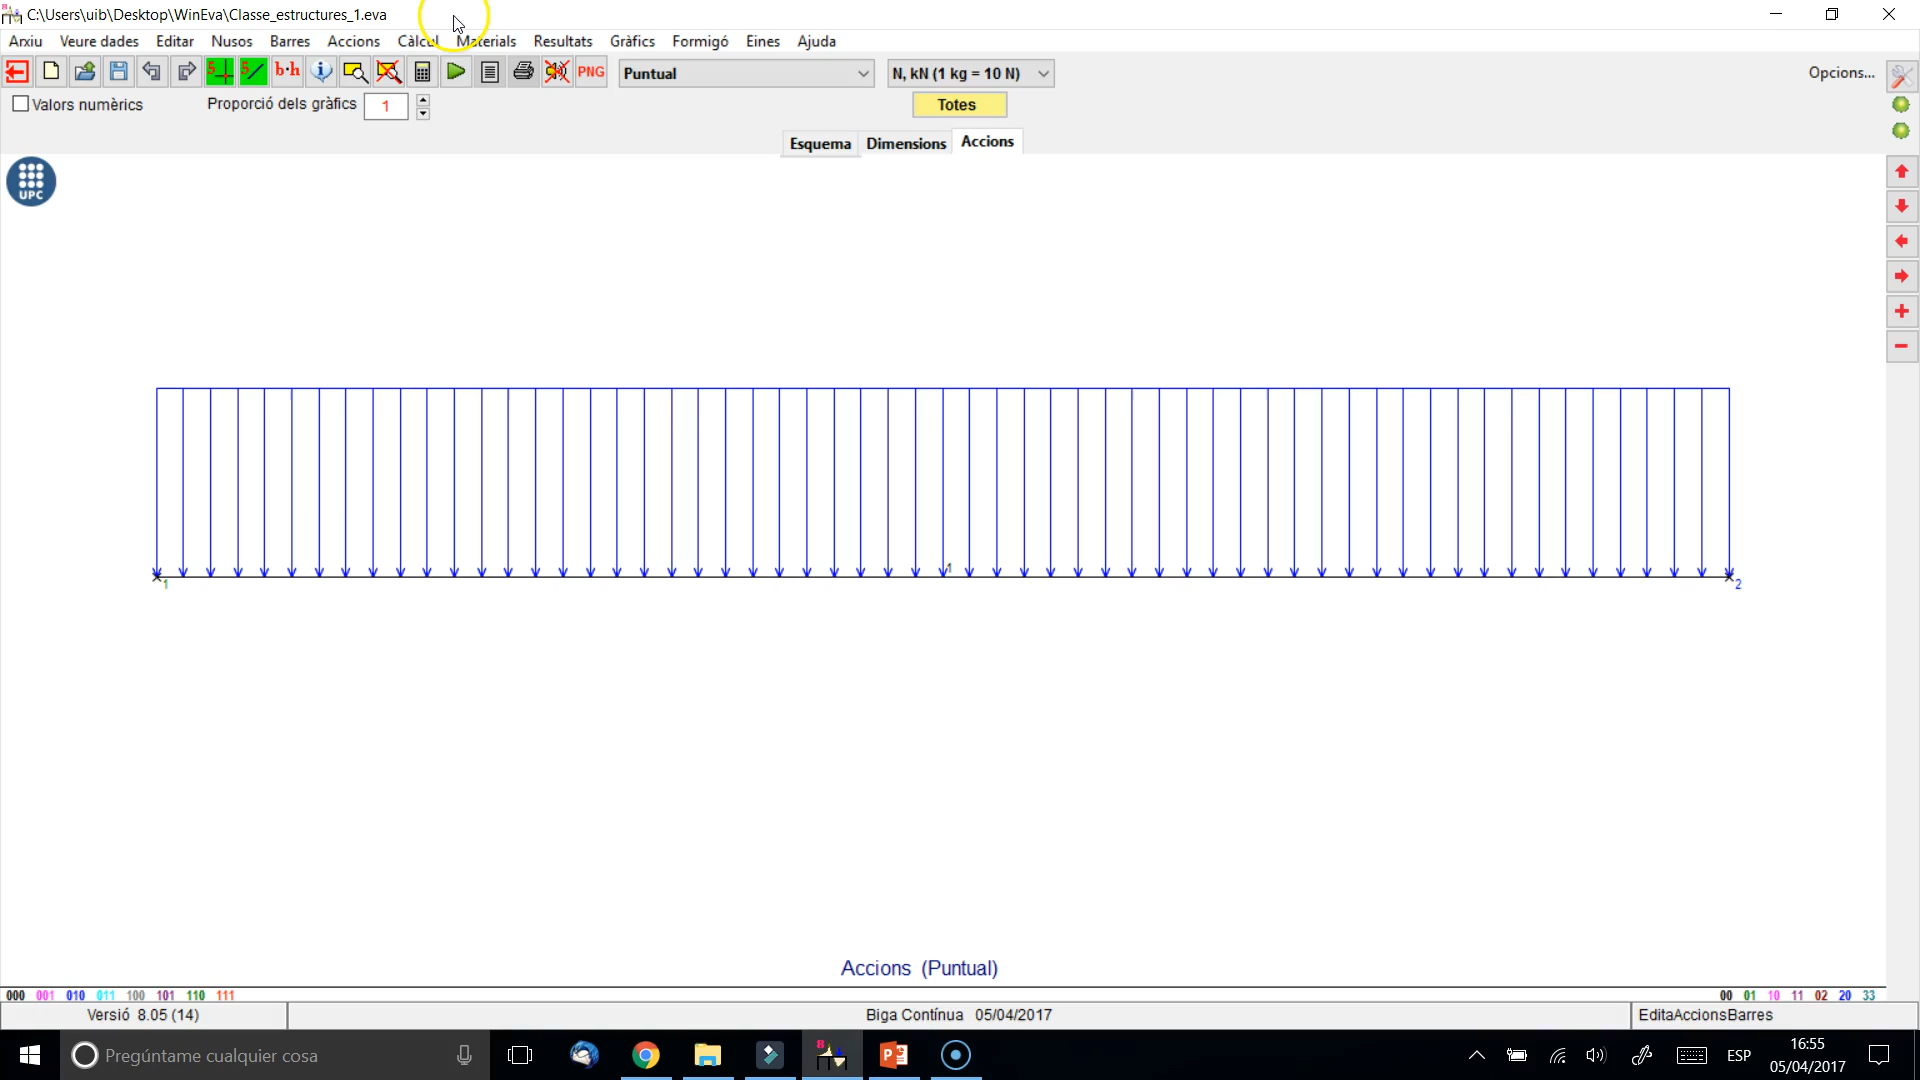 C:\Users\uib\Desktop\WinEva\Classe_estructures_1.eva
Arxiu Veure dades Editar Nusos Barres Accions Càlcul Materials Resultats Gràfics Formigó Eines Ajuda
b·h PNG Puntual N, kN (1 kg = 10 N) Opcions...
Valors numèrics Proporció dels gràfics 1 Totes
Esquema Dimensions Accions
UPC
1
1 2
Accions (Puntual)
000 001 010 011 100 101 110 111 00 01 10 11 02 20 33
Versió 8.05 (14) Biga Contínua 05/04/2017 EditaAccionsBarres
Pregúntame cualquier cosa ESP 16:55
05/04/2017